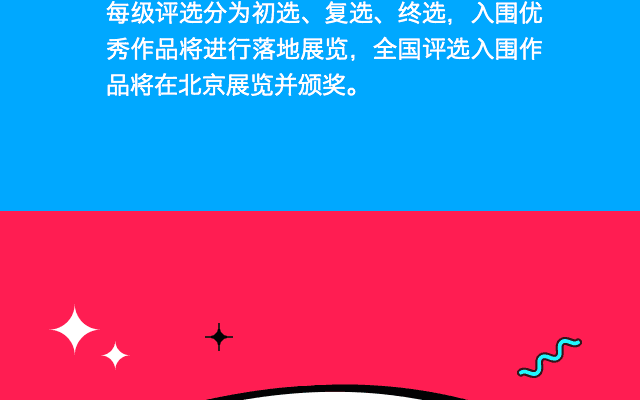 每级评选分为初选、复选、终选，入围优
秀作品将进行落地展览，全国评选入围作
品将在北京展览并颁奖。